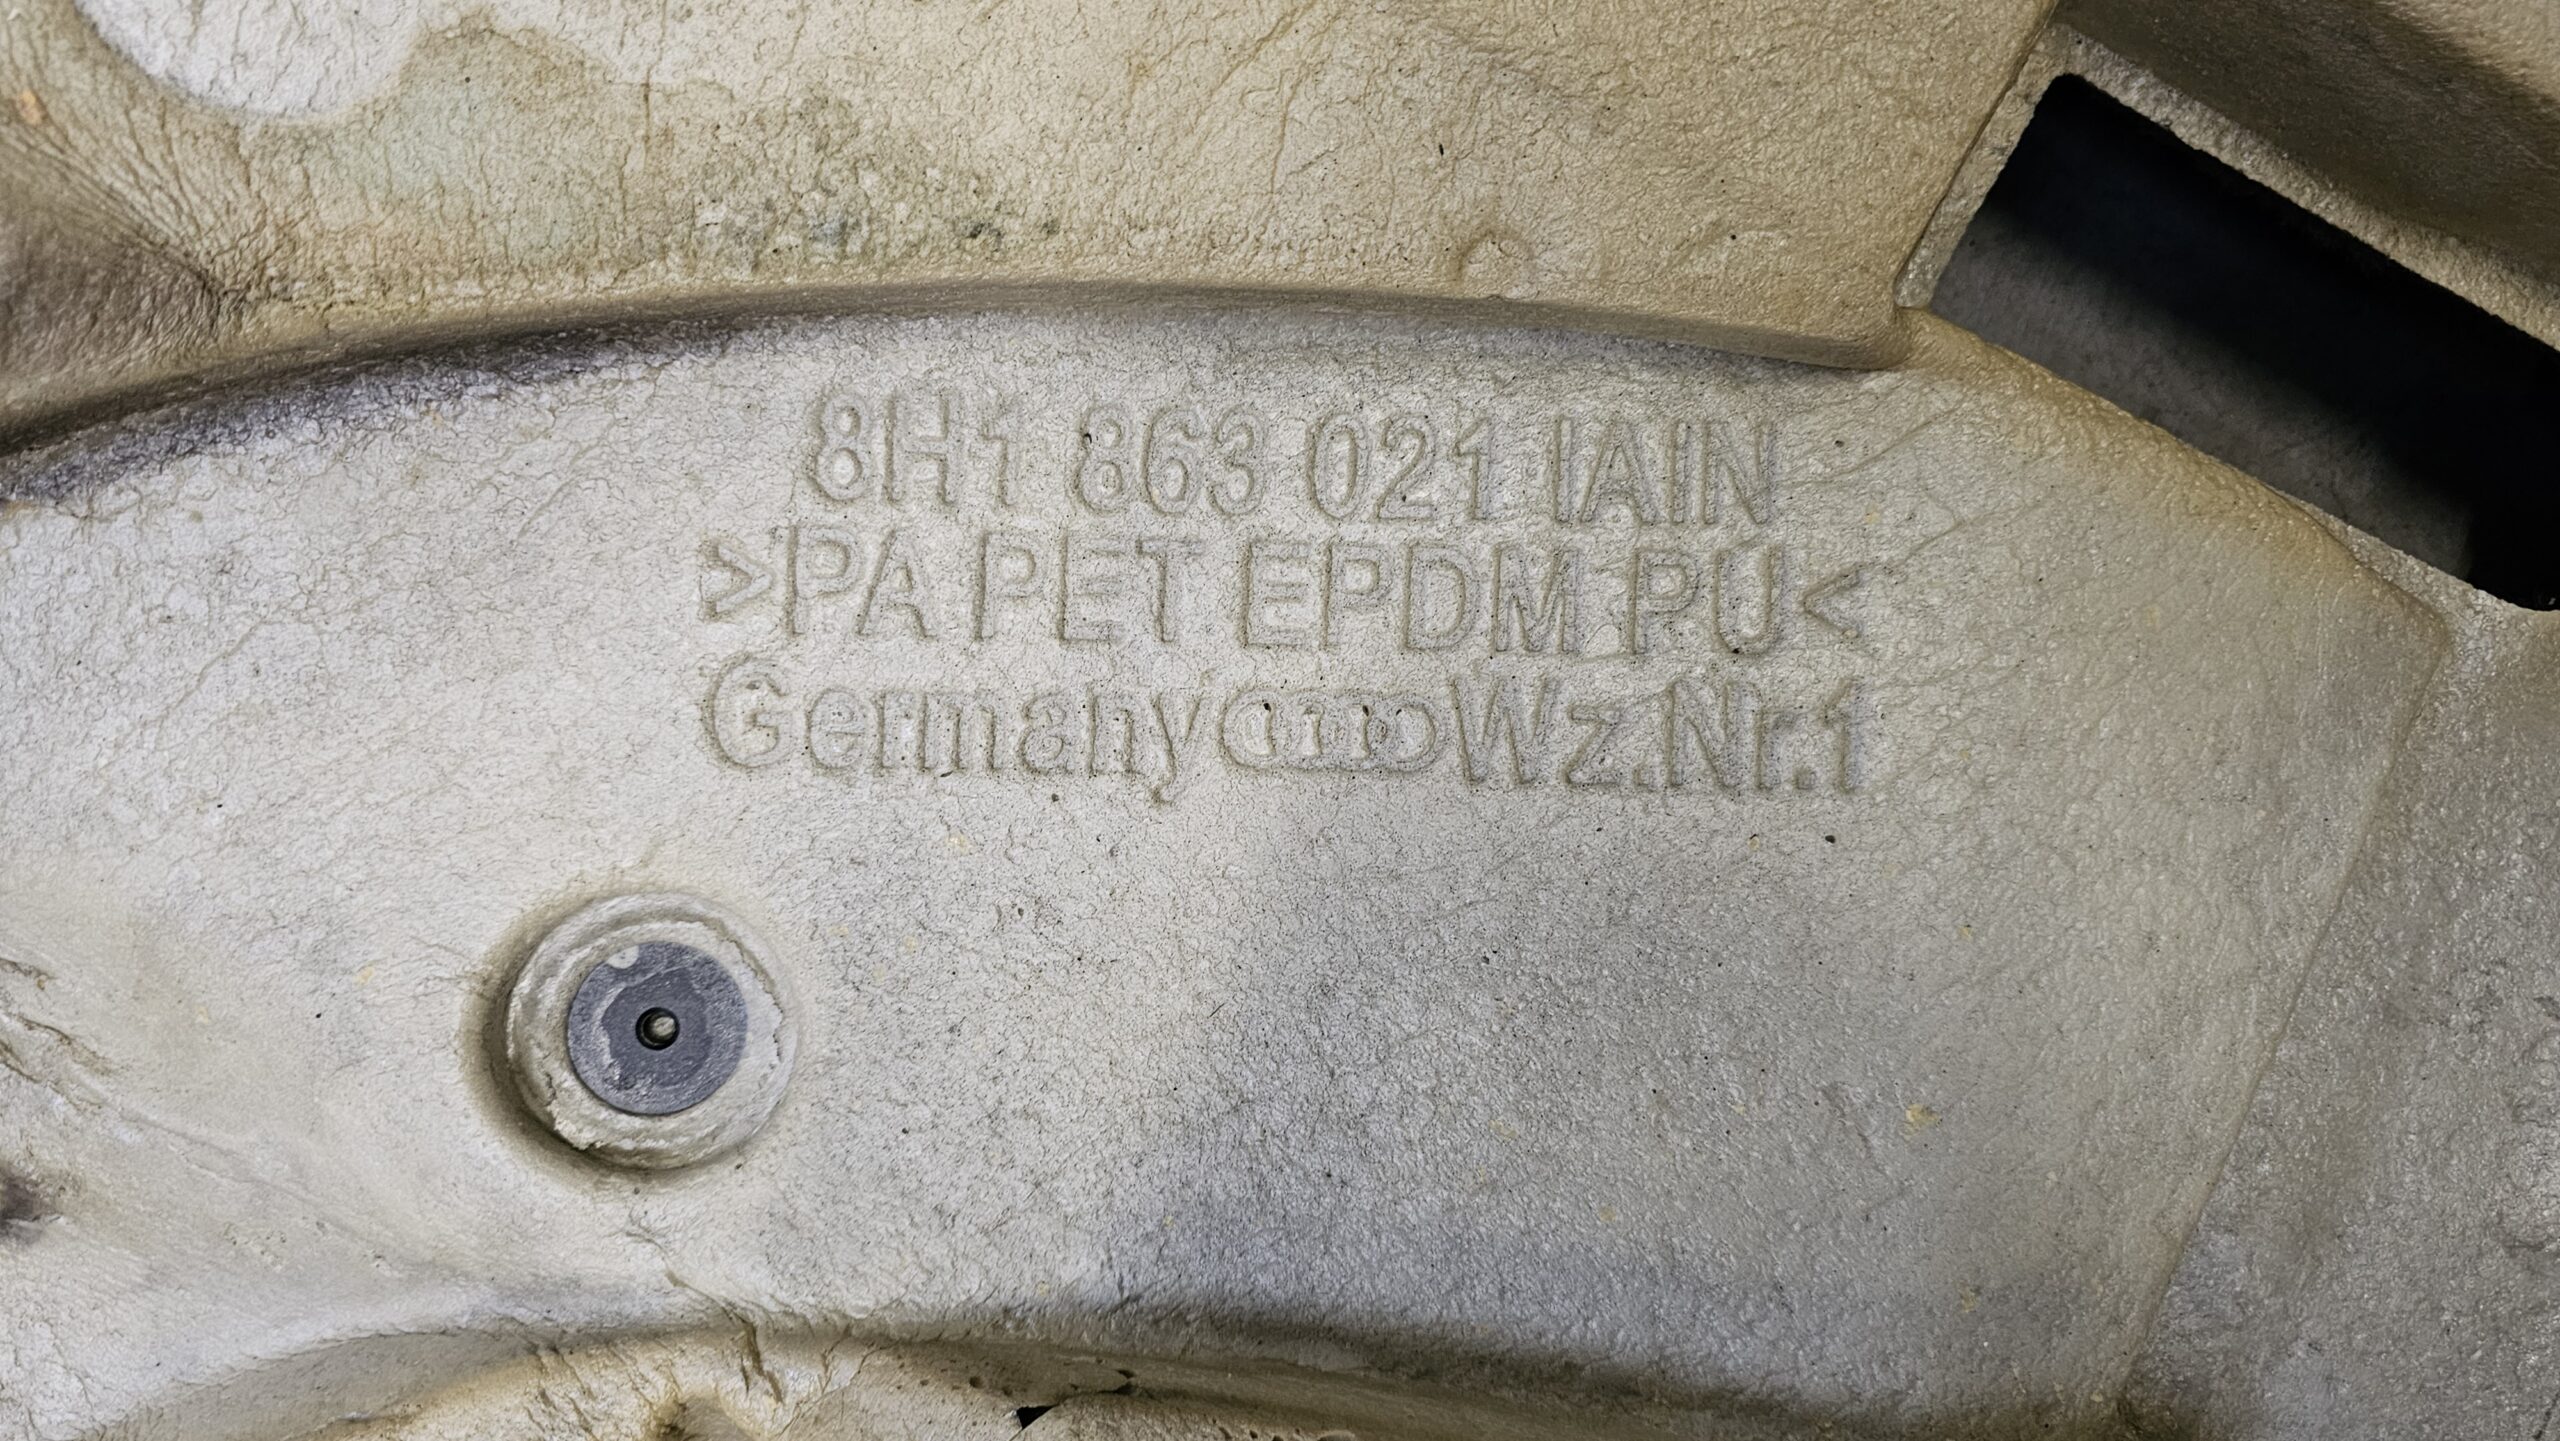 8H1 863 021 IAIN
>PA PET EPDM PU<
Germany Wz.Nr.1